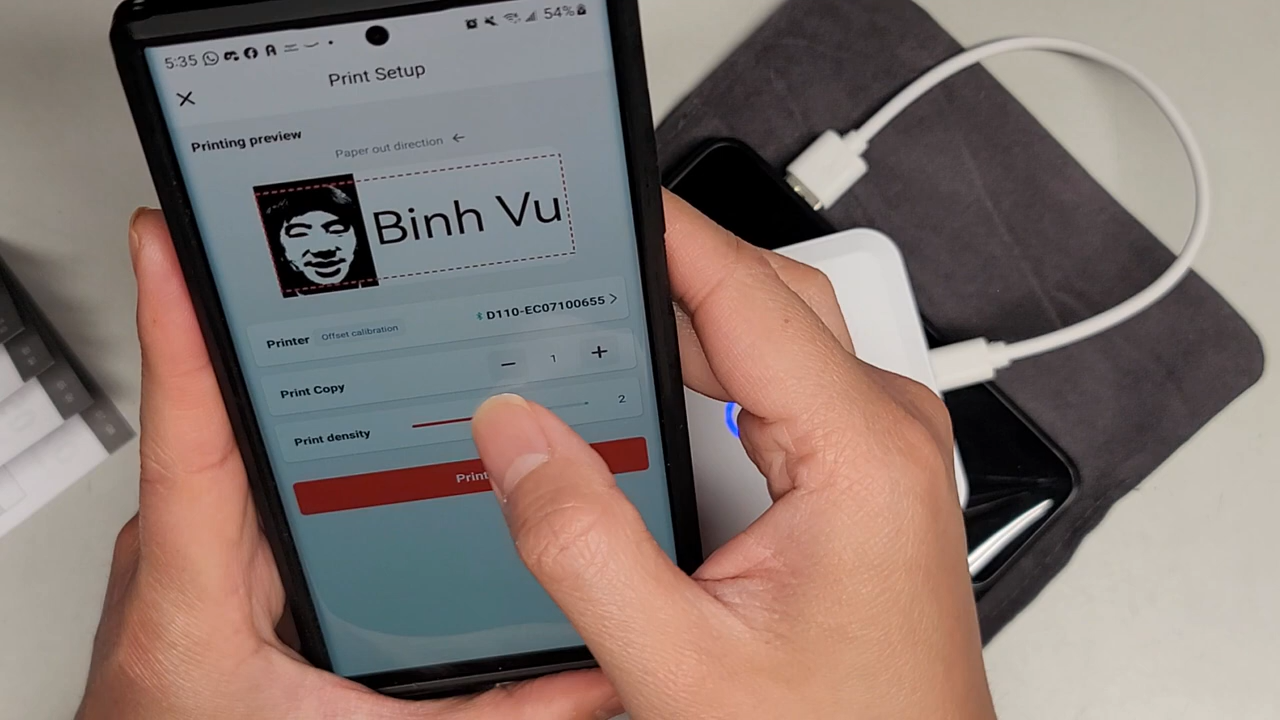 5:35 54%
Print Setup
Printing preview
Paper out direction ←
Binh Vu
Printer Offset calibration D110-EC07100655 >
Print Copy − 1 +
Print density 2
Print